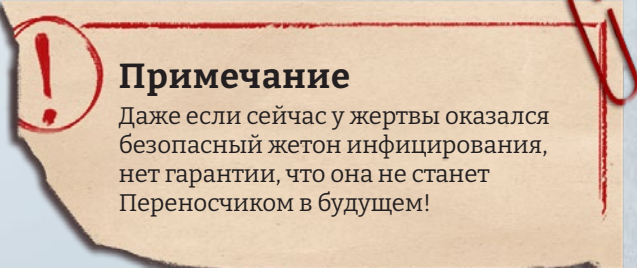 !
Примечание
Даже если сейчас у жертвы оказался
безопасный жетон инфицирования,
нет гарантии, что она не станет
Переносчиком в будущем!